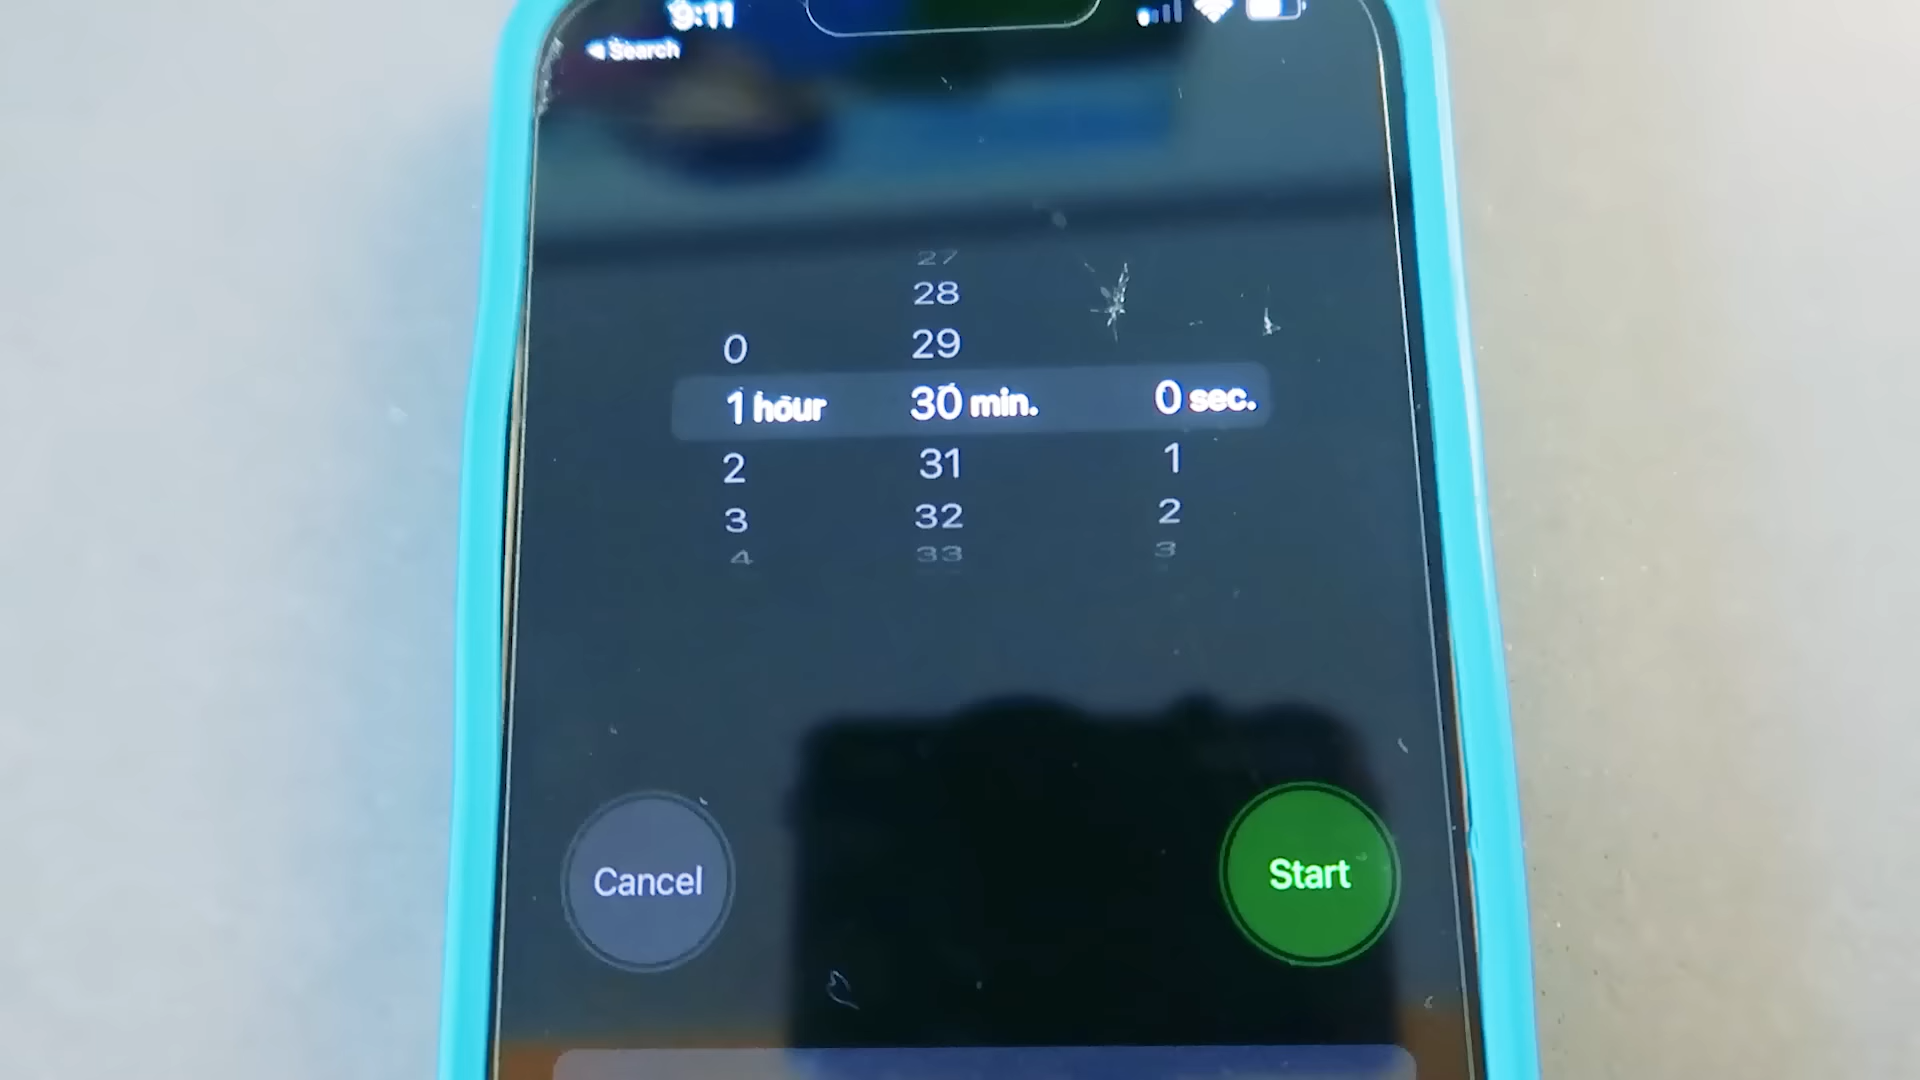 9:11
◀ Search
27
28
0 29
1 hour 30 min. 0 sec.
2 31 1
3 32 2
4 33 3
Cancel Start